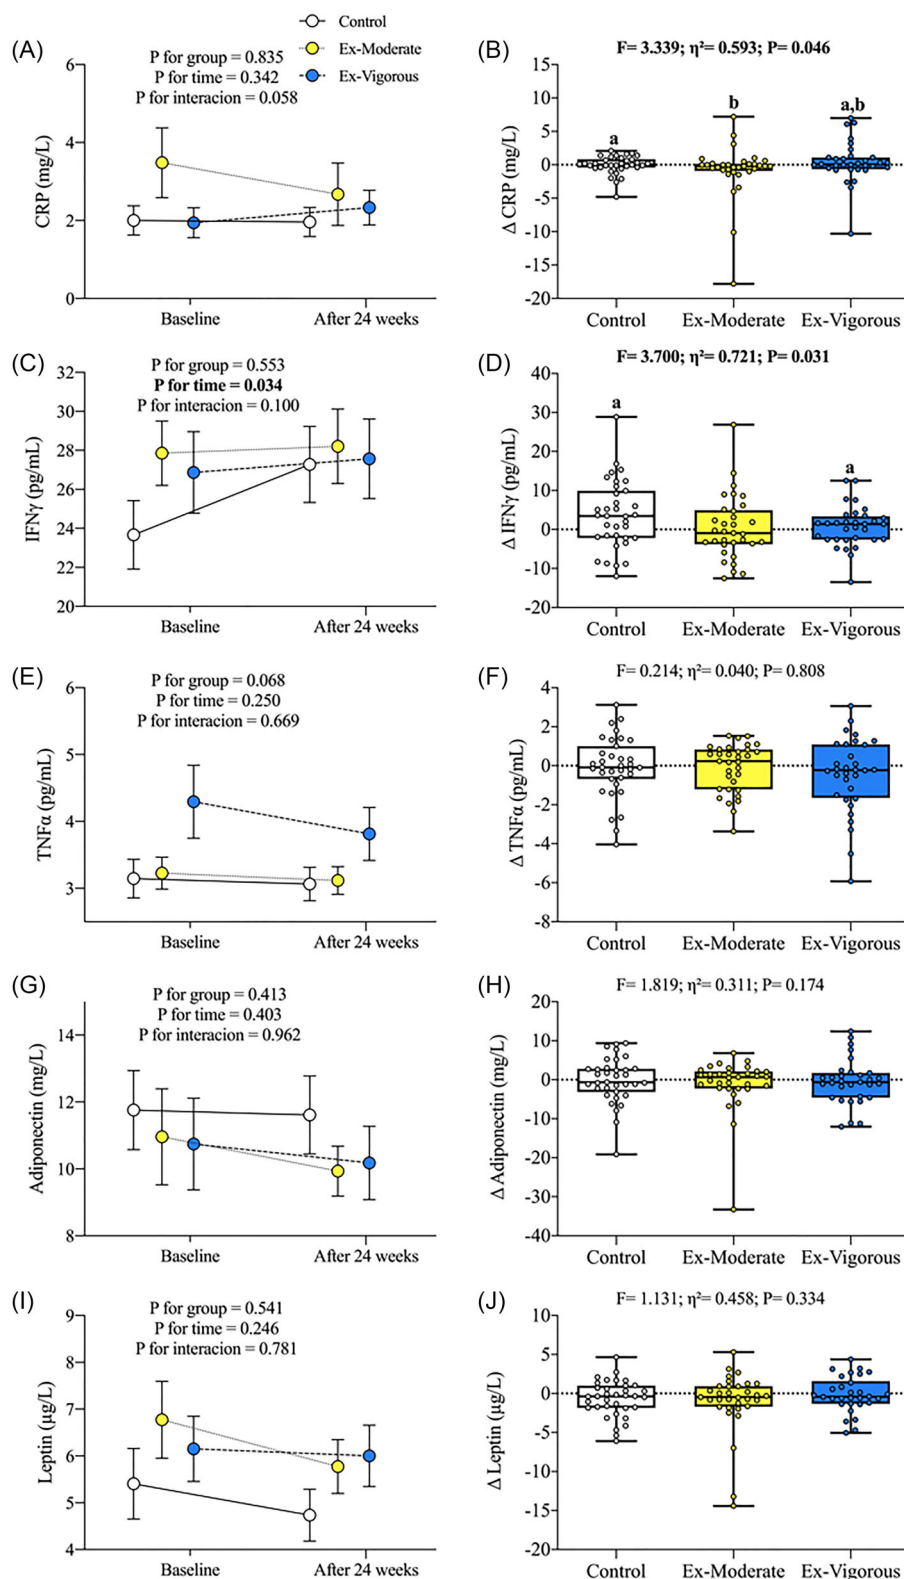 Control
Ex-Moderate
Ex-Vigorous
(A)
P for group = 0.835
P for time = 0.342
P for interacion = 0.058
CRP (mg/L)
6
4
2
0
Baseline
After 24 weeks
(B)
F= 3.339; η²= 0.593; P= 0.046
Δ CRP (mg/L)
15
10
5
0
-5
-10
-15
-20
a
b
a,b
Control
Ex-Moderate
Ex-Vigorous
(C)
P for group = 0.553
P for time = 0.034
P for interacion = 0.100
IFNγ (pg/mL)
32
30
28
26
24
22
20
Baseline
After 24 weeks
(D)
F= 3.700; η²= 0.721; P= 0.031
Δ IFNγ (pg/mL)
40
30
20
10
0
-10
-20
a
a
Control
Ex-Moderate
Ex-Vigorous
(E)
P for group = 0.068
P for time = 0.250
P for interacion = 0.669
TNFα (pg/mL)
6
5
4
3
Baseline
After 24 weeks
(F)
F= 0.214; η²= 0.040; P= 0.808
Δ TNFα (pg/mL)
4
2
0
-2
-4
-6
-8
Control
Ex-Moderate
Ex-Vigorous
(G)
P for group = 0.413
P for time = 0.403
P for interacion = 0.962
Adiponectin (mg/L)
14
12
10
8
Baseline
After 24 weeks
(H)
F= 1.819; η²= 0.311; P= 0.174
Δ Adiponectin (mg/L)
20
10
0
-10
-20
-30
-40
Control
Ex-Moderate
Ex-Vigorous
(I)
P for group = 0.541
P for time = 0.246
P for interacion = 0.781
Leptin (μg/L)
9
8
7
6
5
4
Baseline
After 24 weeks
(J)
F= 1.131; η²= 0.458; P= 0.334
Δ Leptin (μg/L)
10
5
0
-5
-10
-15
-20
Control
Ex-Moderate
Ex-Vigorous